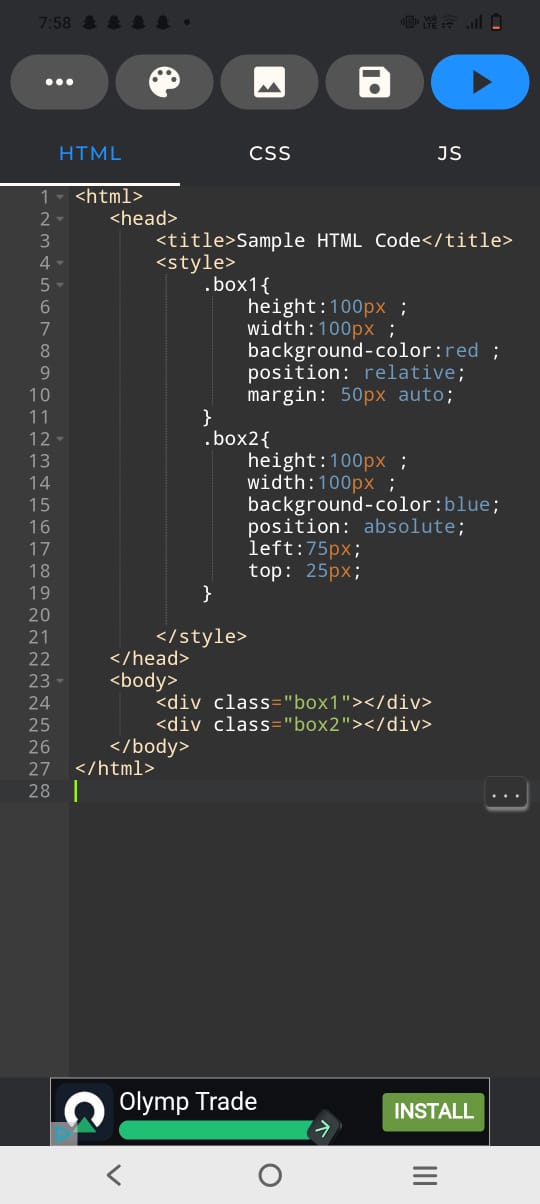 7:58
VoD LTE
HTML CSS JS
1 <html>
2 <head>
3 <title>Sample HTML Code</title>
4 <style>
5 .box1{
6 height:100px ;
7 width:100px ;
8 background-color:red ;
9 position: relative;
10 margin: 50px auto;
11 }
12 .box2{
13 height:100px ;
14 width:100px ;
15 background-color:blue;
16 position: absolute;
17 left:75px;
18 top: 25px;
19 }
20
21 </style>
22 </head>
23 <body>
24 <div class="box1"></div>
25 <div class="box2"></div>
26 </body>
27 </html>
28
...
Olymp Trade
INSTALL